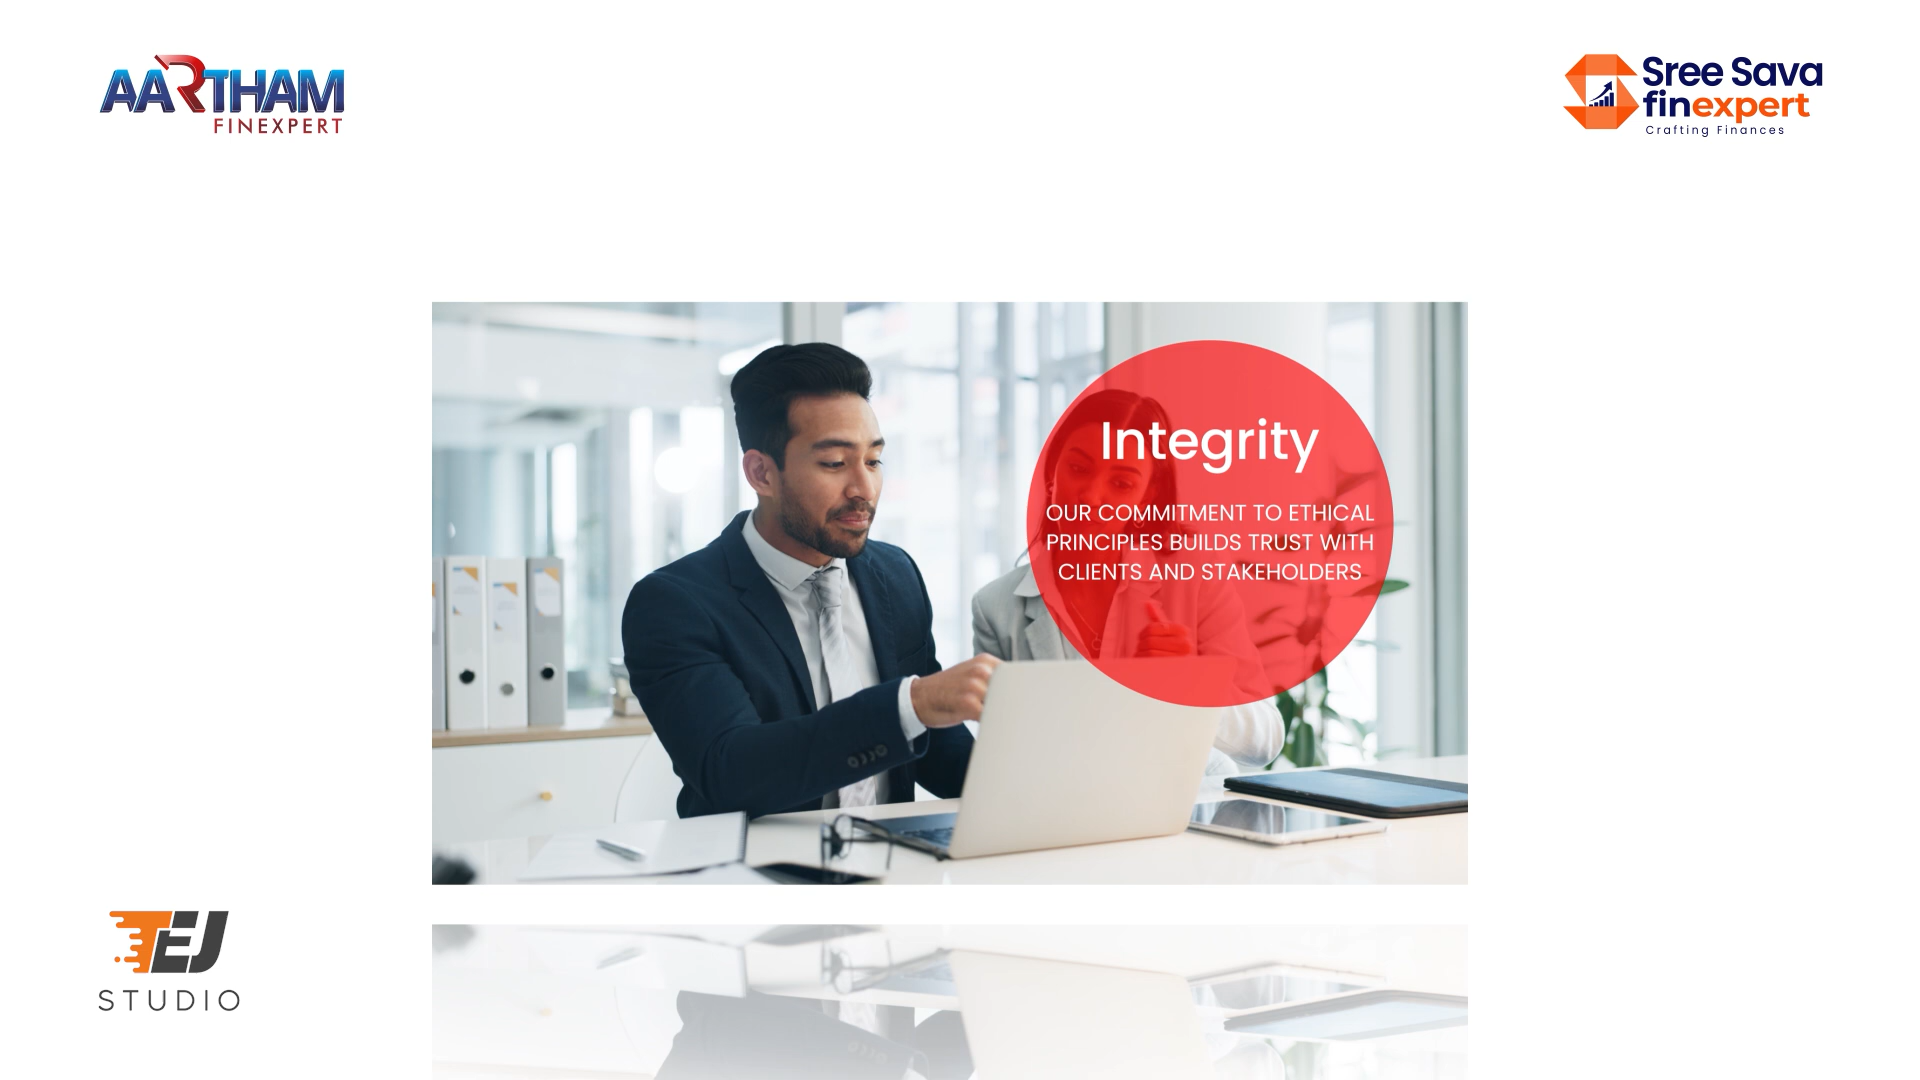 AARTHAM
FINEXPERT
Sree Sava
finexpert
Crafting Finances
Integrity
OUR COMMITMENT TO ETHICAL
PRINCIPLES BUILDS TRUST WITH
CLIENTS AND STAKEHOLDERS
TEJ
STUDIO